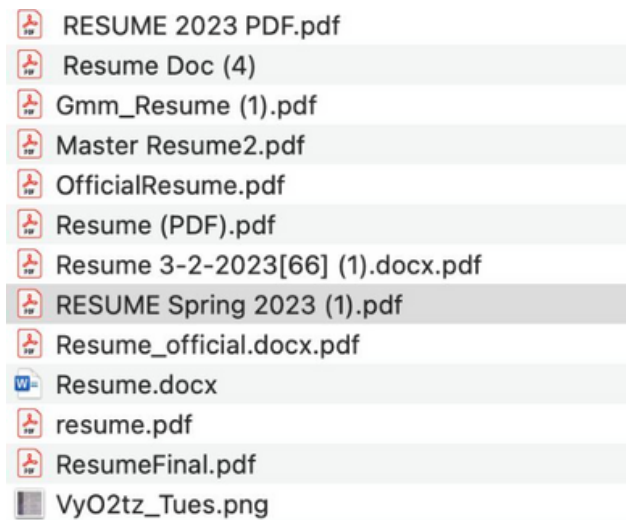 RESUME 2023 PDF.pdf
Resume Doc (4)
Gmm_Resume (1).pdf
Master Resume2.pdf
OfficialResume.pdf
Resume (PDF).pdf
Resume 3-2-2023[66] (1).docx.pdf
RESUME Spring 2023 (1).pdf
Resume_official.docx.pdf
Resume.docx
resume.pdf
ResumeFinal.pdf
VyO2tz_Tues.png